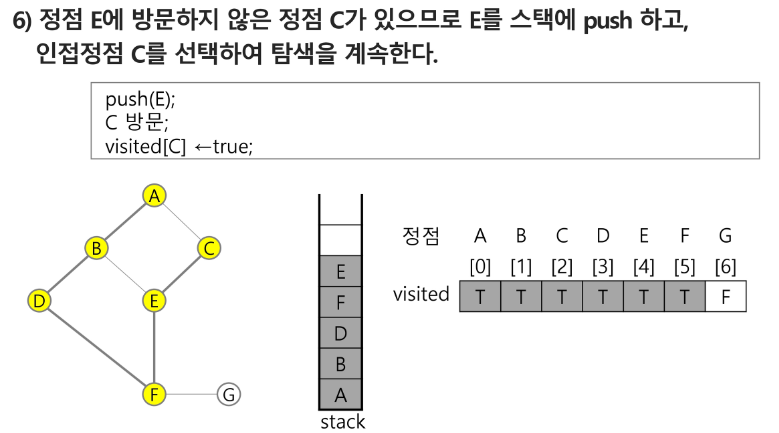 6) 정점 E에 방문하지 않은 정점 C가 있으므로 E를 스택에 push 하고,
인접정점 C를 선택하여 탐색을 계속한다.
push(E);
C 방문;
visited[C] ←true;
A
B
C
D
E
F
G
E
F
D
B
A
stack
정점 A B C D E F G
[0] [1] [2] [3] [4] [5] [6]
visited T T T T T T F